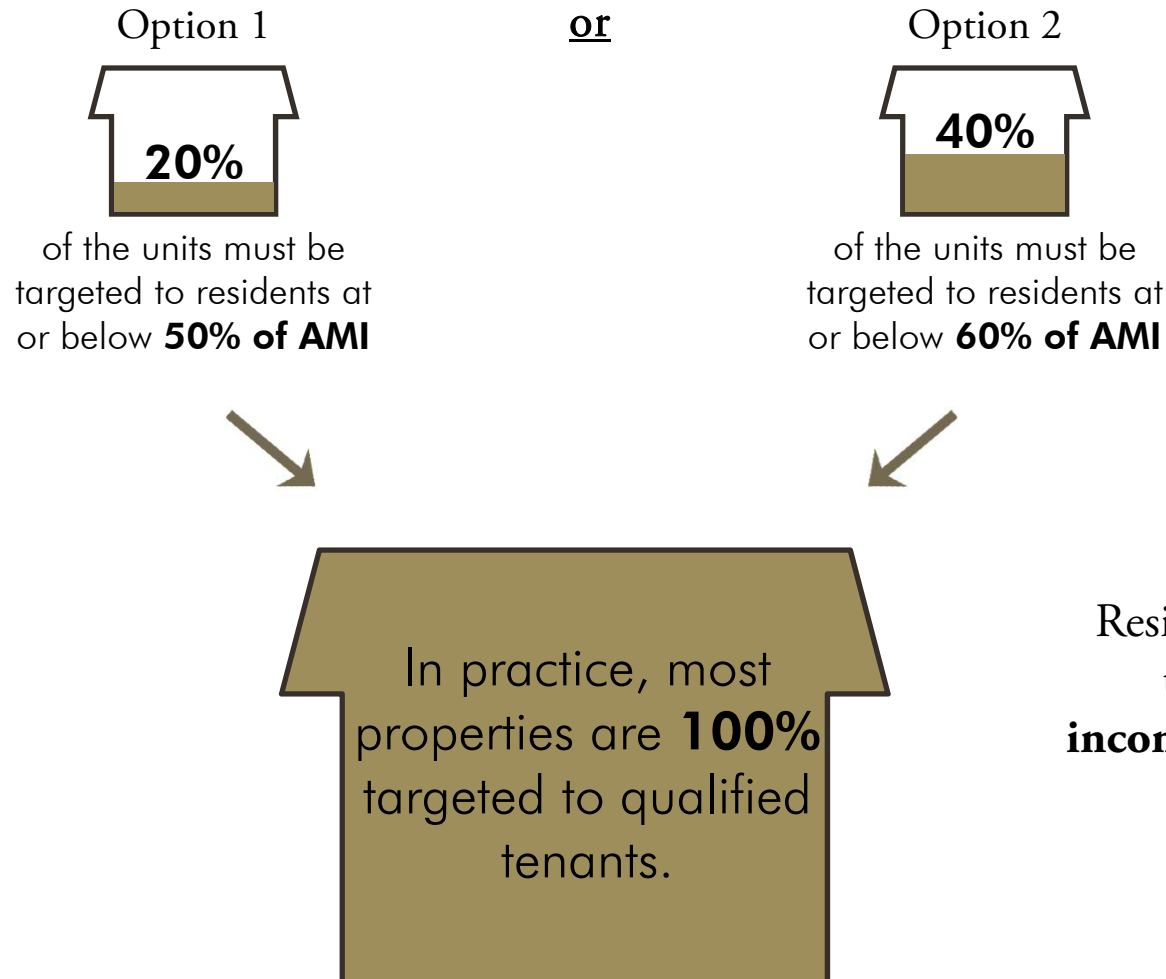 Option 1
or
Option 2
20%
of the units must be
targeted to residents at
or below 50% of AMI
40%
of the units must be
targeted to residents at
or below 60% of AMI
In practice, most
properties are 100%
targeted to qualified
tenants.